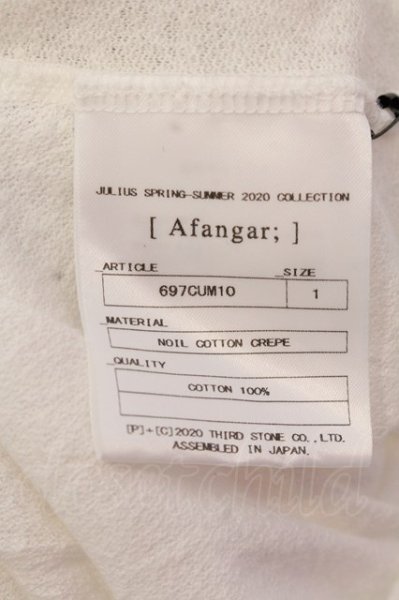 JULIUS SPRING-SUMMER 2020 COLLECTION
[ Afangar; ]
_ARTICLE _SIZE
697CUM10 1
_MATERIAL
NOIL COTTON CREPE
_QUALITY
COTTON 100%
[P]+[C]2020 THIRD STONE CO.,LTD.
ASSEMBLED IN JAPAN.